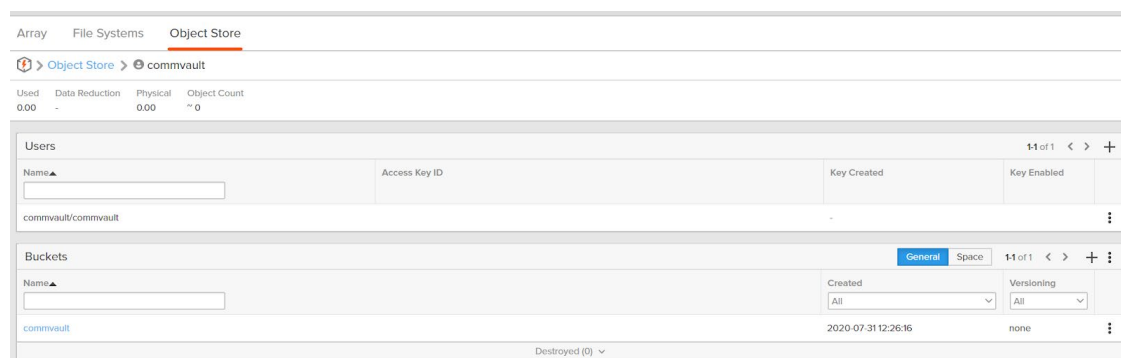 Array File Systems Object Store
Object Store commvault
Used Data Reduction Physical Object Count
0.00 - 0.00 ~ 0
Users 1-1 of 1
Name Access Key ID Key Created Key Enabled
commvault/commvault -
Buckets General Space 1-1 of 1
Name Created Versioning
All All
commvault 2020-07-31 12:26:16 none
Destroyed (0)